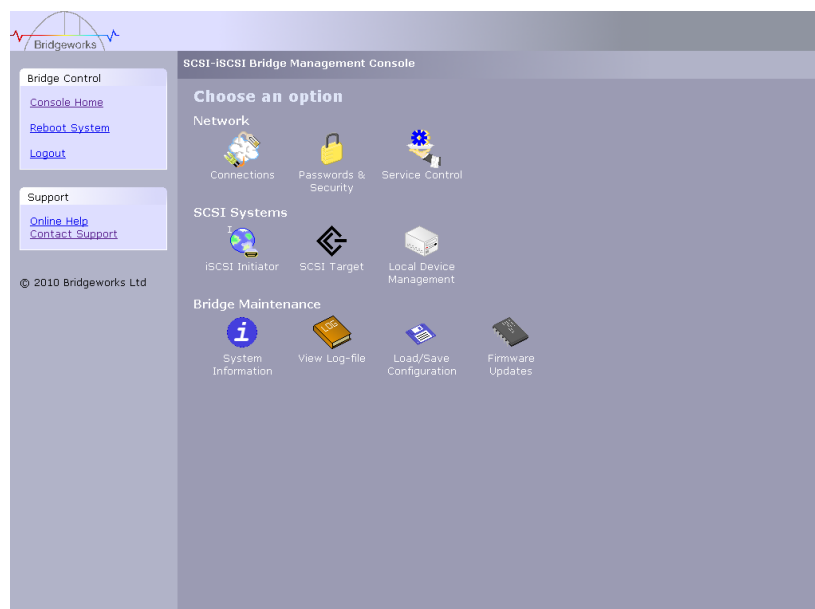 Bridgeworks
SCSI-iSCSI Bridge Management Console
Bridge Control
Console Home
Reboot System
Logout
Support
Online Help
Contact Support
© 2010 Bridgeworks Ltd
Choose an option
Network
Connections
Passwords &
Security
Service Control
SCSI Systems
I
iSCSI Initiator
SCSI Target
Local Device
Management
Bridge Maintenance
i
System
Information
LOG
View Log-file
Load/Save
Configuration
Firmware
Updates